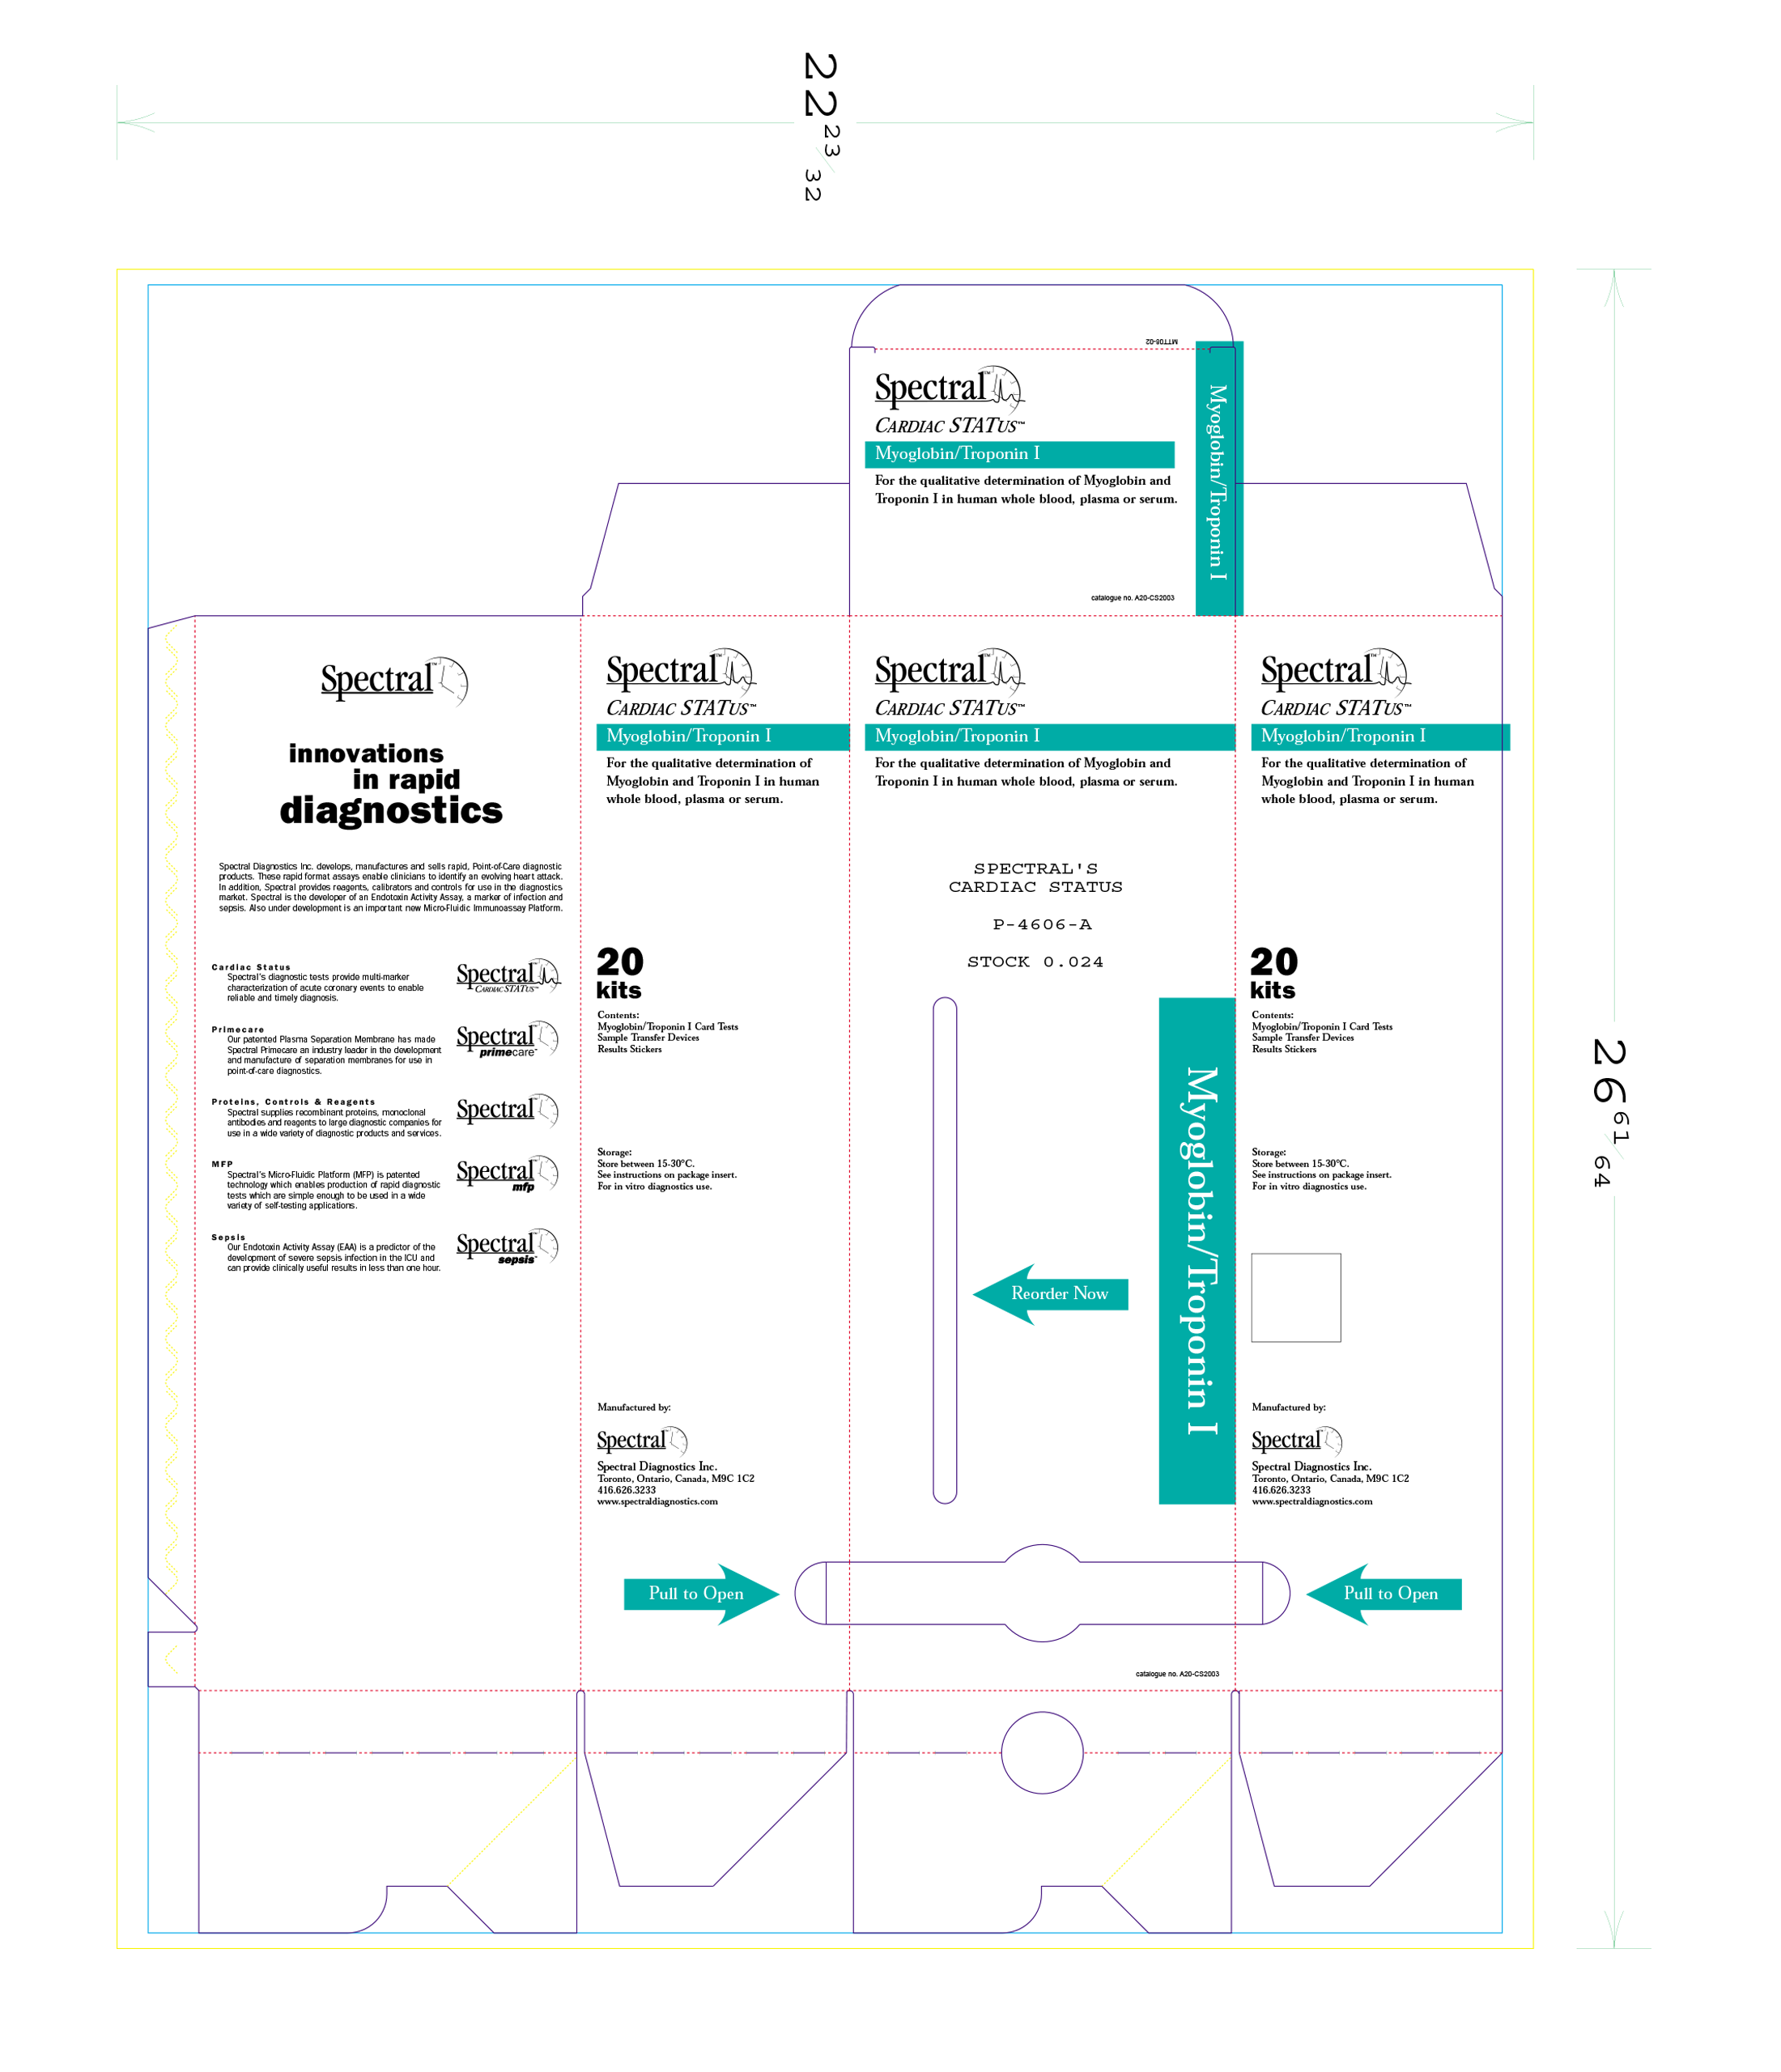 22 23/32
26 61/64
MTT08-02
Spectral™
CARDIAC STATUS™
Myoglobin/Troponin I
For the qualitative determination of Myoglobin and
Troponin I in human whole blood, plasma or serum.
catalogue no. A20-CS2003
Myoglobin/Troponin I
Spectral™
innovations
in rapid
diagnostics
Spectral Diagnostics Inc. develops, manufactures and sells rapid, Point-of-Care diagnostic
products. These rapid format assays enable clinicians to identify an evolving heart attack.
In addition, Spectral provides reagents, calibrators and controls for use in the diagnostics
market. Spectral is the developer of an Endotoxin Activity Assay, a marker of infection and
sepsis. Also under development is an important new Micro-Fluidic Immunoassay Platform.
Cardiac Status
Spectral's diagnostic tests provide multi-marker
characterization of acute coronary events to enable
reliable and timely diagnosis.
Spectral
CARDIAC STATUS™
Primecare
Our patented Plasma Separation Membrane has made
Spectral Primecare an industry leader in the development
and manufacture of separation membranes for use in
point-of-care diagnostics.
Spectral
primecare™
Proteins, Controls & Reagents
Spectral supplies recombinant proteins, monoclonal
antibodies and reagents to large diagnostic companies for
use in a wide variety of diagnostic products and services.
Spectral
MFP
Spectral's Micro-Fluidic Platform (MFP) is patented
technology which enables production of rapid diagnostic
tests which are simple enough to be used in a wide
variety of self-testing applications.
Spectral
mfp
Sepsis
Our Endotoxin Activity Assay (EAA) is a predictor of the
development of severe sepsis infection in the ICU and
can provide clinically useful results in less than one hour.
Spectral
sepsis™
Spectral™
CARDIAC STATUS™
Myoglobin/Troponin I
For the qualitative determination of
Myoglobin and Troponin I in human
whole blood, plasma or serum.
20
kits
Contents:
Myoglobin/Troponin I Card Tests
Sample Transfer Devices
Results Stickers
Storage:
Store between 15-30°C.
See instructions on package insert.
For in vitro diagnostics use.
Manufactured by:
Spectral
Spectral Diagnostics Inc.
Toronto, Ontario, Canada, M9C 1C2
416.626.3233
www.spectraldiagnostics.com
Pull to Open
Spectral™
CARDIAC STATUS™
Myoglobin/Troponin I
For the qualitative determination of Myoglobin and
Troponin I in human whole blood, plasma or serum.
SPECTRAL'S
CARDIAC STATUS
P-4606-A
STOCK 0.024
Reorder Now
Myoglobin/Troponin I
catalogue no. A20-CS2003
Spectral™
CARDIAC STATUS™
Myoglobin/Troponin I
For the qualitative determination of
Myoglobin and Troponin I in human
whole blood, plasma or serum.
20
kits
Contents:
Myoglobin/Troponin I Card Tests
Sample Transfer Devices
Results Stickers
Storage:
Store between 15-30°C.
See instructions on package insert.
For in vitro diagnostics use.
Manufactured by:
Spectral
Spectral Diagnostics Inc.
Toronto, Ontario, Canada, M9C 1C2
416.626.3233
www.spectraldiagnostics.com
Pull to Open